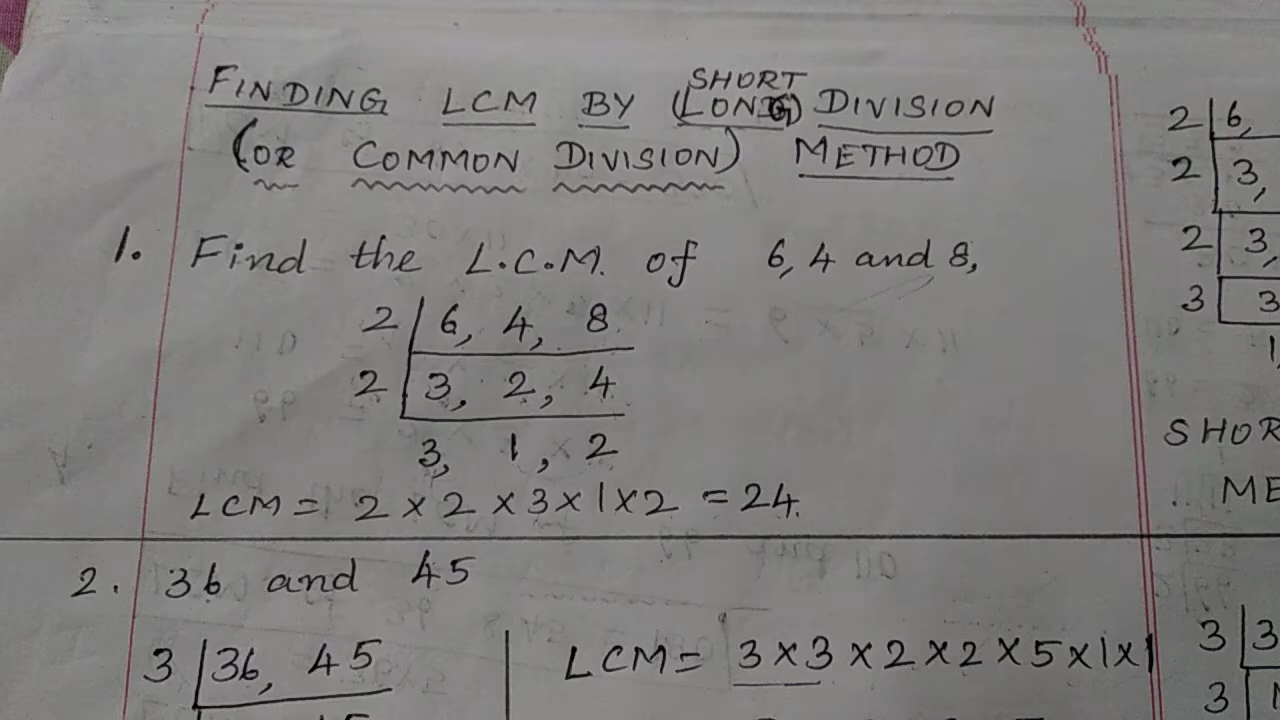 FINDING LCM BY (SHORT LONG) DIVISION
(OR COMMON DIVISION) METHOD
1. Find the L.C.M. of 6, 4 and 8,
2 6, 4, 8
2 3, 2, 4
3, 1, 2
LCM = 2 × 2 × 3 × 1 × 2 = 24.
2. 36 and 45
3 36, 45
LCM = 3 × 3 × 2 × 2 × 5 × 1 × 1
2 6,
2 3,
2 3,
3 3
1,
SHOR
ME
3 3
3